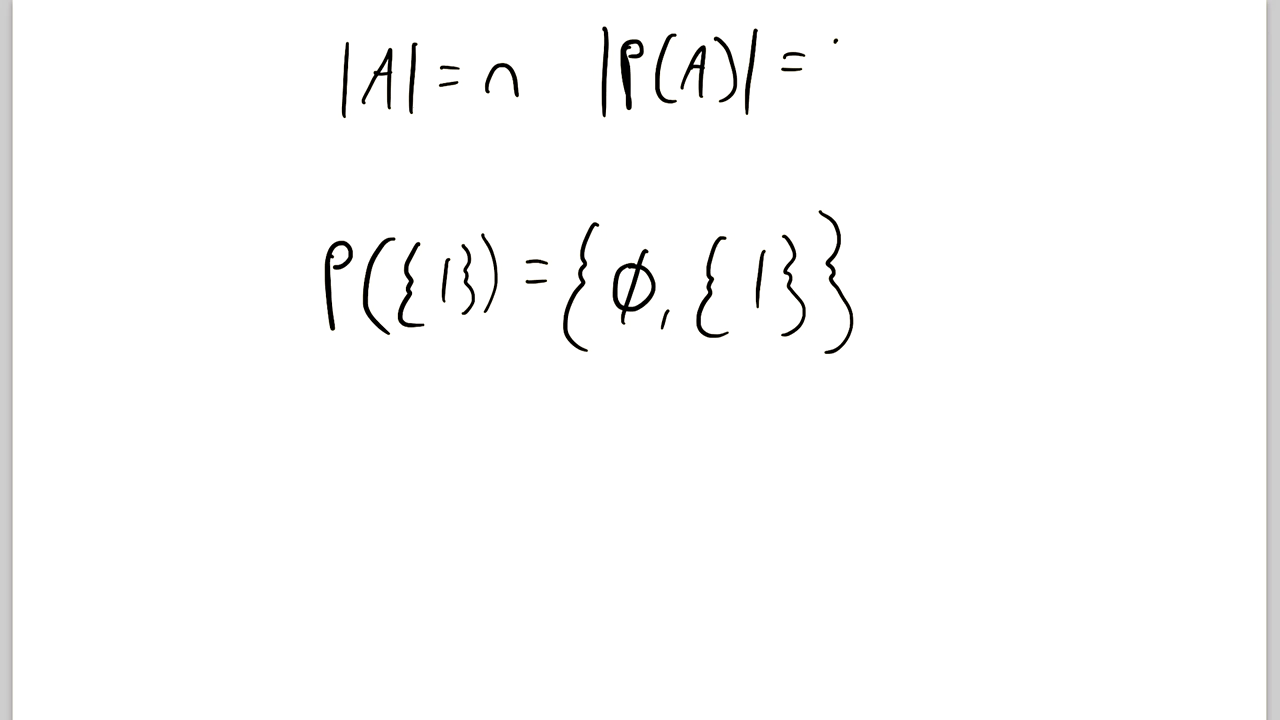 |A| = n |P(A)| =
P({1}) = {∅, {1}}